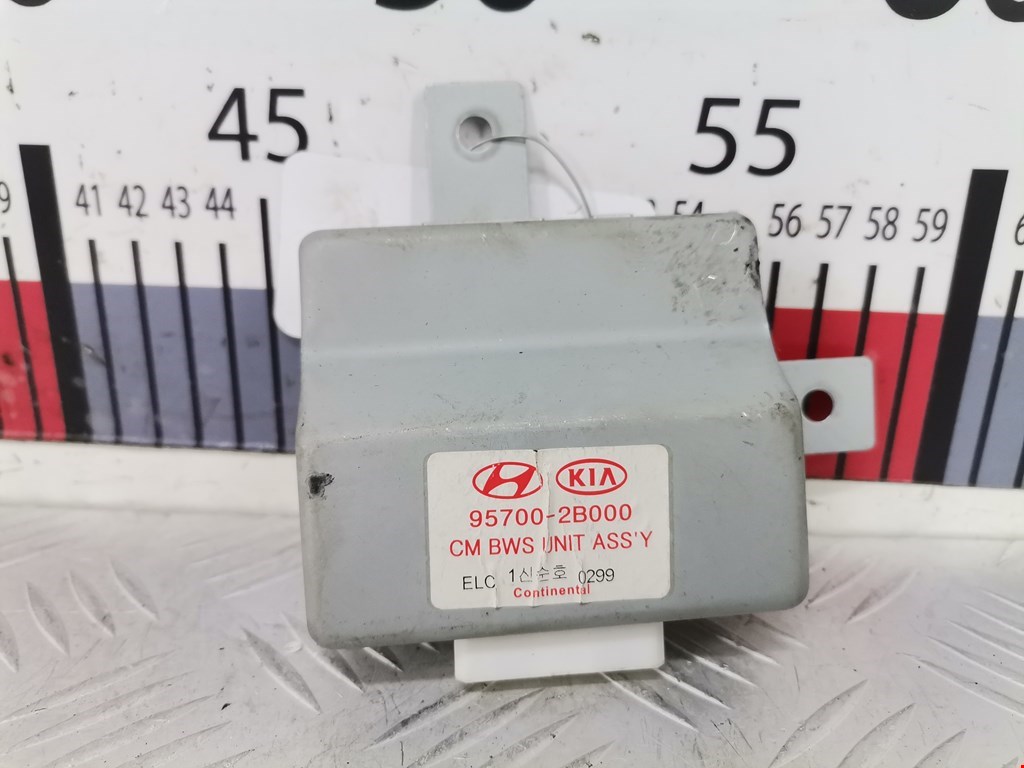 45 55
41 42 43 44 54 56 57 58 59
KIA
95700-2B000
CM BWS UNIT ASS'Y
ELC 1신순호 0299
Continental